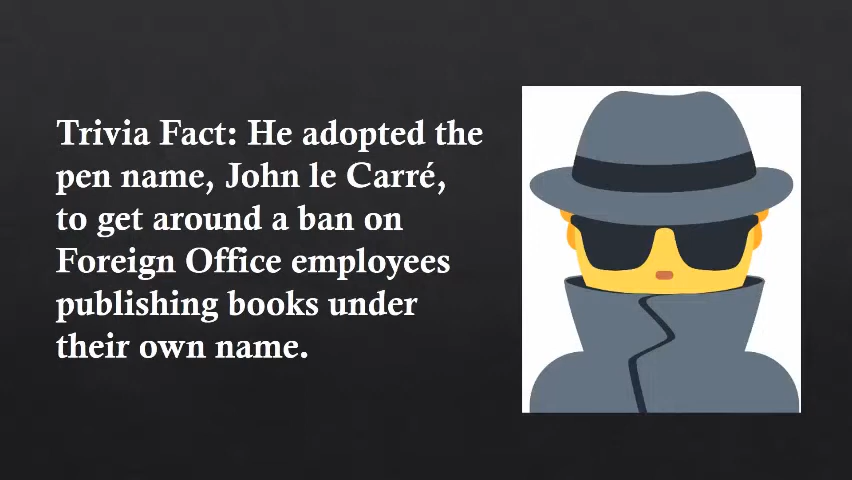 Trivia Fact: He adopted the
pen name, John le Carré,
to get around a ban on
Foreign Office employees
publishing books under
their own name.